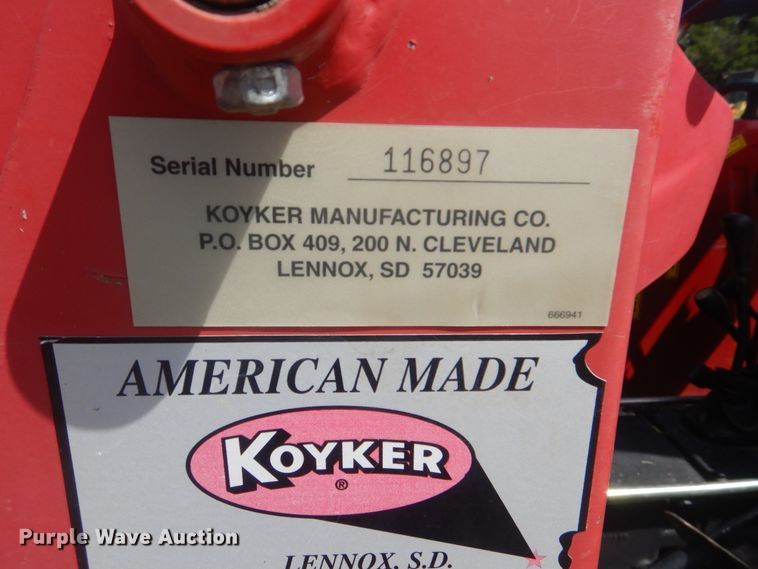 Serial Number 116897
KOYKER MANUFACTURING CO.
P.O. BOX 409, 200 N. CLEVELAND
LENNOX, SD 57039
666941
AMERICAN MADE
KOYKER
®
LENNOX, S.D.
Purple Wave Auction